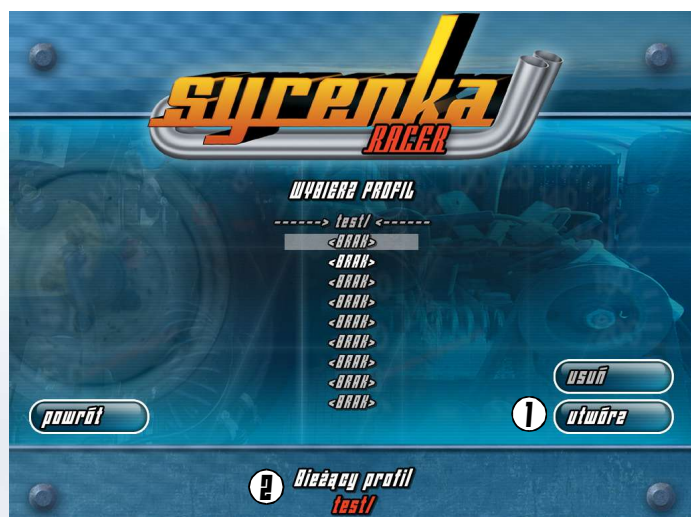 syrenka
RACER
WYBIERZ PROFIL
------> test/ <------
<BRAK>
<BRAK>
<BRAK>
<BRAK>
<BRAK>
<BRAK>
<BRAK>
<BRAK>
<BRAK>
usuń
powrót
1 utwórz
2 Bieżący profil
test/